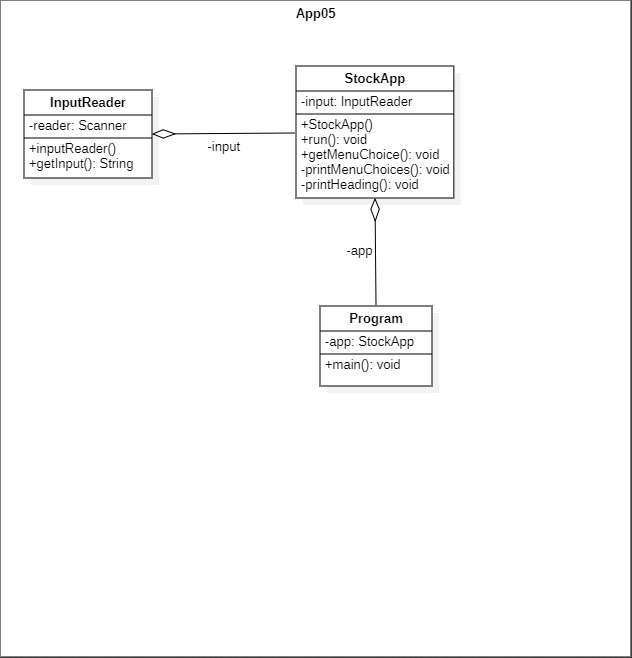 App05
InputReader
-reader: Scanner
+inputReader()
+getInput(): String
-input
StockApp
-input: InputReader
+StockApp()
+run(): void
+getMenuChoice(): void
-printMenuChoices(): void
-printHeading(): void
-app
Program
-app: StockApp
+main(): void